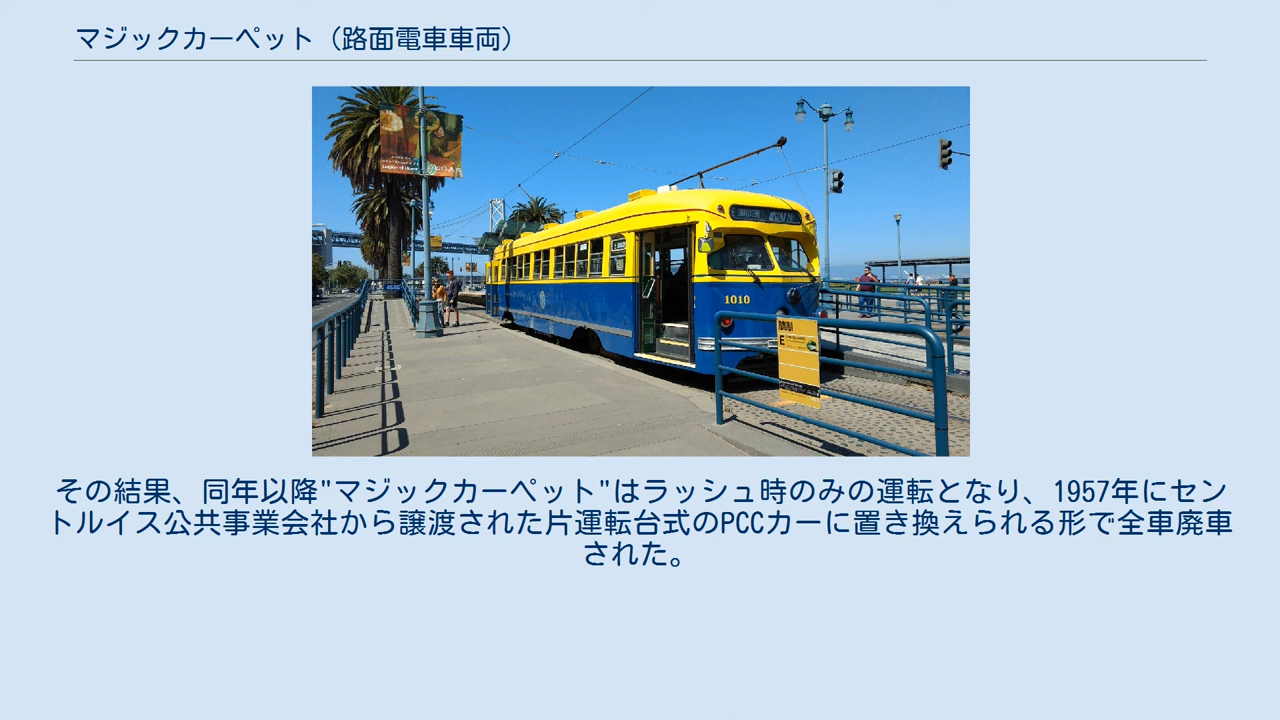 マジックカーペット（路面電車車両）
1010
MUNI
E
その結果、同年以降"マジックカーペット"はラッシュ時のみの運転となり、1957年にセン
トルイス公共事業会社から譲渡された片運転台式のPCCカーに置き換えられる形で全車廃車
された。